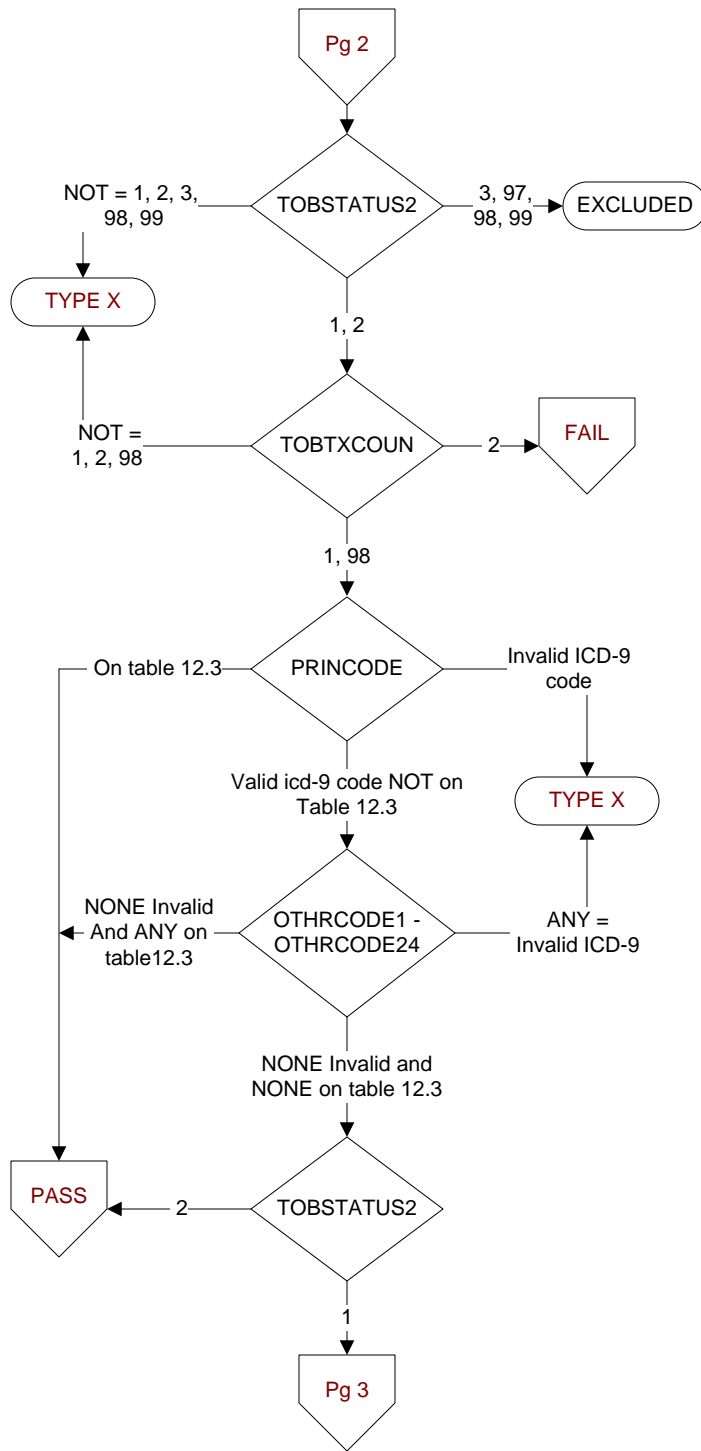 Pg 2
NOT = 1, 2, 3,
98, 99
TOBSTATUS2
3, 97,
98, 99
EXCLUDED
TYPE X
1, 2
NOT =
1, 2, 98
TOBTXCOUN
2
FAIL
1, 98
On table 12.3
PRINCODE
Invalid ICD-9
code
Valid icd-9 code NOT on
Table 12.3
TYPE X
NONE Invalid
And ANY on
table12.3
OTHRCODE1 -
OTHRCODE24
ANY =
Invalid ICD-9
NONE Invalid and
NONE on table 12.3
PASS
2
TOBSTATUS2
1
Pg 3